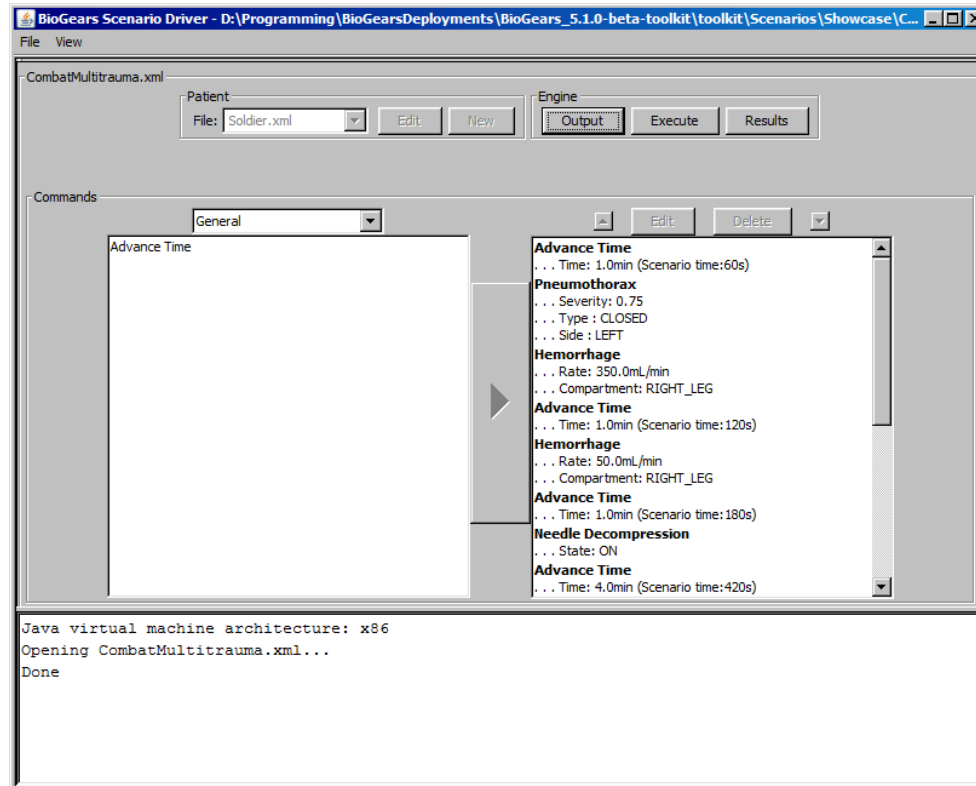 BioGears Scenario Driver - D:\Programming\BioGearsDeployments\BioGears_5.1.0-beta-toolkit\toolkit\Scenarios\Showcase\C...
File View
CombatMultitrauma.xml
Patient
File: Soldier.xml Edit New
Engine
Output Execute Results
Commands
General
Edit Delete
Advance Time
Advance Time
. . . Time: 1.0min (Scenario time:60s)
Pneumothorax
. . . Severity: 0.75
. . . Type : CLOSED
. . . Side : LEFT
Hemorrhage
. . . Rate: 350.0mL/min
. . . Compartment: RIGHT_LEG
Advance Time
. . . Time: 1.0min (Scenario time:120s)
Hemorrhage
. . . Rate: 50.0mL/min
. . . Compartment: RIGHT_LEG
Advance Time
. . . Time: 1.0min (Scenario time:180s)
Needle Decompression
. . . State: ON
Advance Time
. . . Time: 4.0min (Scenario time:420s)
Java virtual machine architecture: x86
Opening CombatMultitrauma.xml...
Done